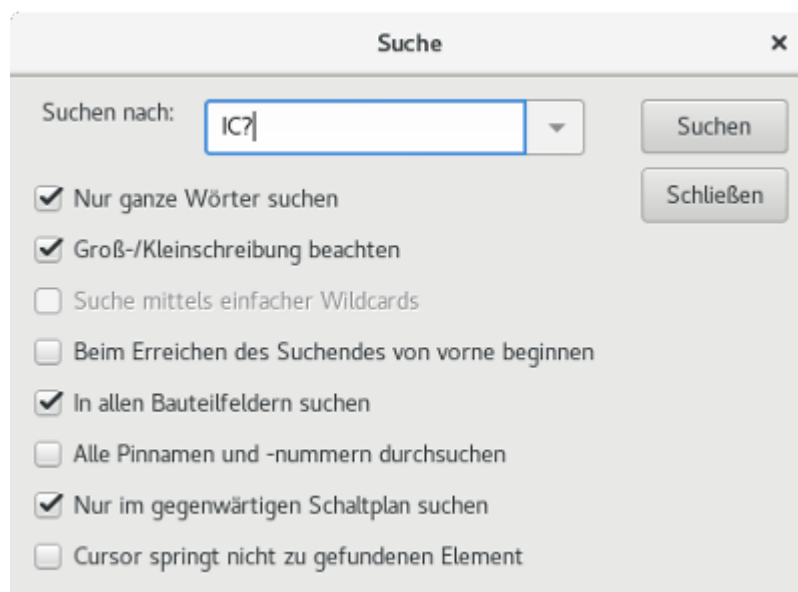 Suche
Suchen nach: IC? Suchen
Schließen
Nur ganze Wörter suchen
Groß-/Kleinschreibung beachten
Suche mittels einfacher Wildcards
Beim Erreichen des Suchendes von vorne beginnen
In allen Bauteilfeldern suchen
Alle Pinnamen und -nummern durchsuchen
Nur im gegenwärtigen Schaltplan suchen
Cursor springt nicht zu gefundenen Element